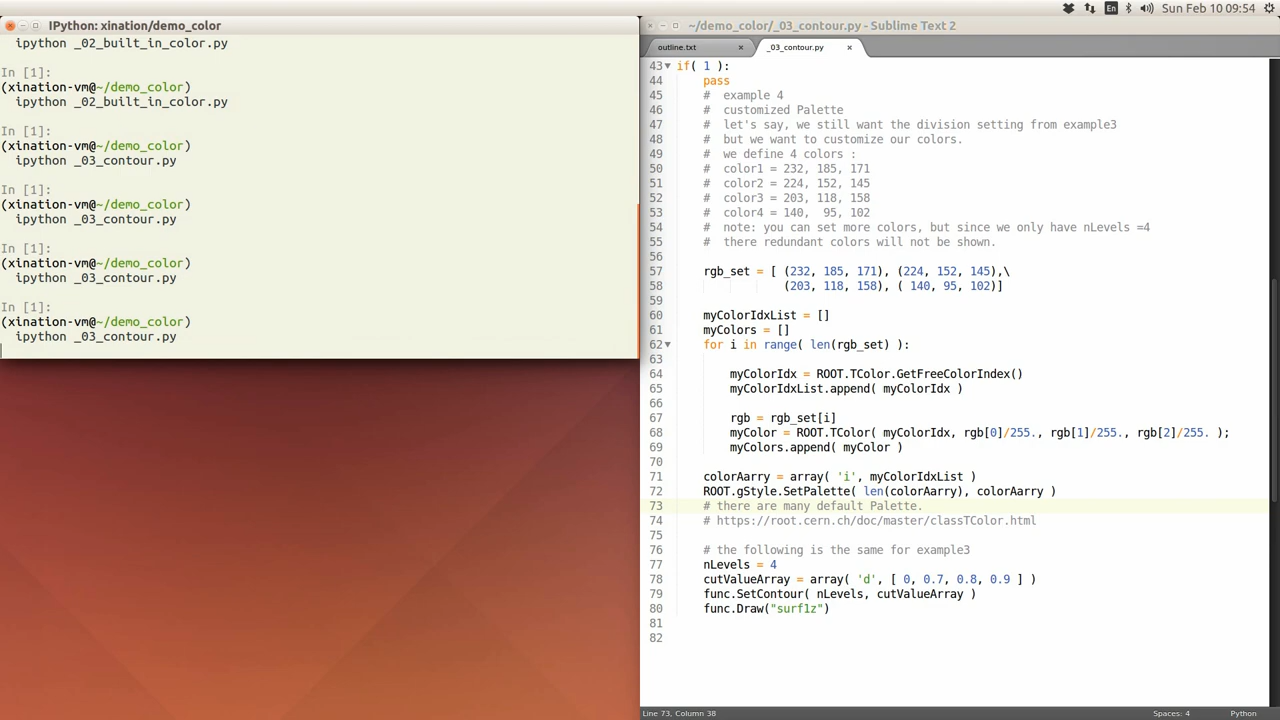 En
Sun Feb 10 09:54
IPython: xination/demo_color
ipython _02_built_in_color.py
In [1]:
(xination-vm@~/demo_color)
ipython _02_built_in_color.py
In [1]:
(xination-vm@~/demo_color)
ipython _03_contour.py
In [1]:
(xination-vm@~/demo_color)
ipython _03_contour.py
In [1]:
(xination-vm@~/demo_color)
ipython _03_contour.py
In [1]:
(xination-vm@~/demo_color)
ipython _03_contour.py
~/demo_color/_03_contour.py - Sublime Text 2
outline.txt × _03_contour.py ×
43 if( 1 ):
44 pass
45 #  example 4
46 #  customized Palette
47 #  let's say, we still want the division setting from example3
48 #  but we want to customize our colors.
49 #  we define 4 colors :
50 #  color1 = 232, 185, 171
51 #  color2 = 224, 152, 145
52 #  color3 = 203, 118, 158
53 #  color4 = 140,  95, 102
54 #  note: you can set more colors, but since we only have nLevels =4
55 #  there redundant colors will not be shown.
56
57 rgb_set = [ (232, 185, 171), (224, 152, 145),\
58 (203, 118, 158), ( 140, 95, 102)]
59
60 myColorIdxList = []
61 myColors = []
62 for i in range( len(rgb_set) ):
63
64 myColorIdx = ROOT.TColor.GetFreeColorIndex()
65 myColorIdxList.append( myColorIdx )
66
67 rgb = rgb_set[i]
68 myColor = ROOT.TColor( myColorIdx, rgb[0]/255., rgb[1]/255., rgb[2]/255. );
69 myColors.append( myColor )
70
71 colorAarry = array( 'i', myColorIdxList )
72 ROOT.gStyle.SetPalette( len(colorAarry), colorAarry )
73 # there are many default Palette.
74 # https://root.cern.ch/doc/master/classTColor.html
75
76 # the following is the same for example3
77 nLevels = 4
78 cutValueArray = array( 'd', [ 0, 0.7, 0.8, 0.9 ] )
79 func.SetContour( nLevels, cutValueArray )
80 func.Draw("surf1z")
81
82
Line 73, Column 38
Spaces: 4
Python